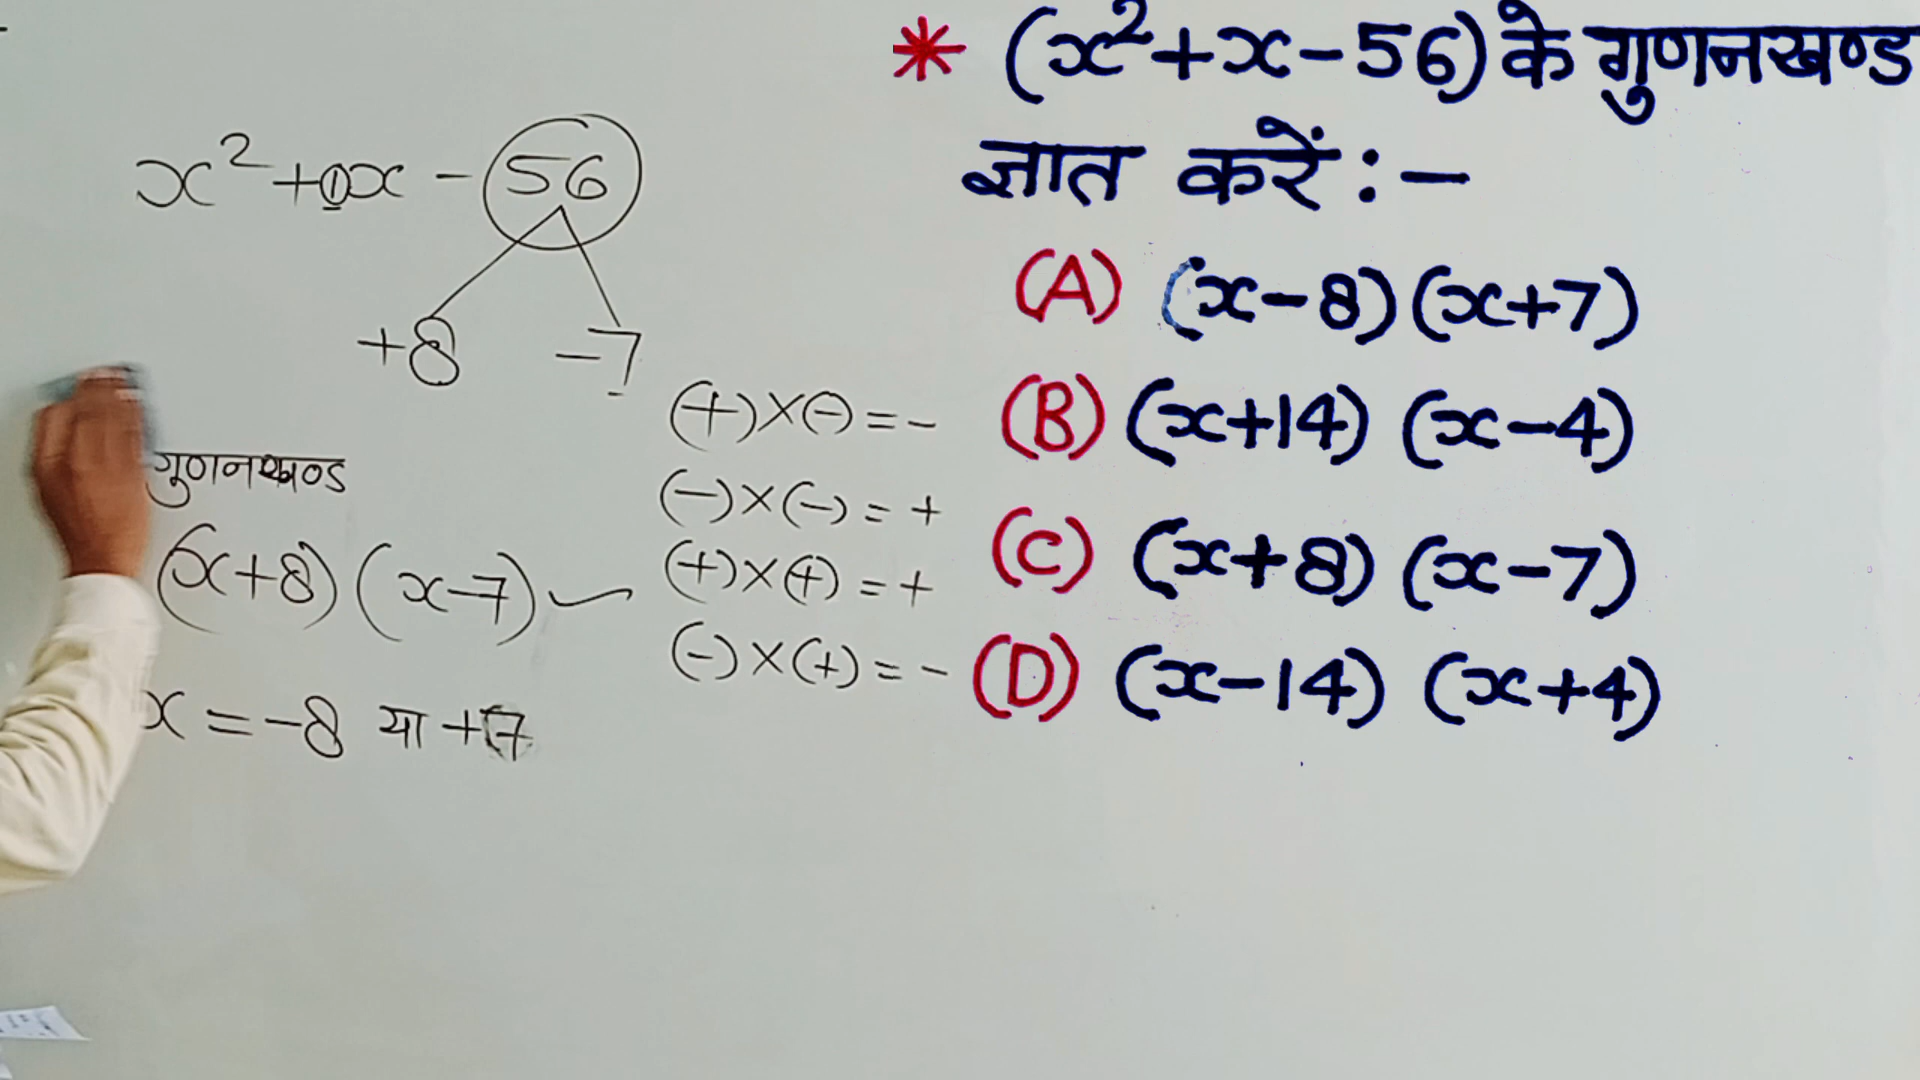 x²+1x-56
+8 -7
गुणनखण्ड
(x+8)(x-7)
x=-8 या +7
(+)×(-)=-
(-)×(-)=+
(+)×(+)=+
(-)×(+)=-
* (x²+x-56) के गुणनखण्ड
ज्ञात करें :-
(A) (x-8)(x+7)
(B) (x+14) (x-4)
(C) (x+8) (x-7)
(D) (x-14) (x+4)